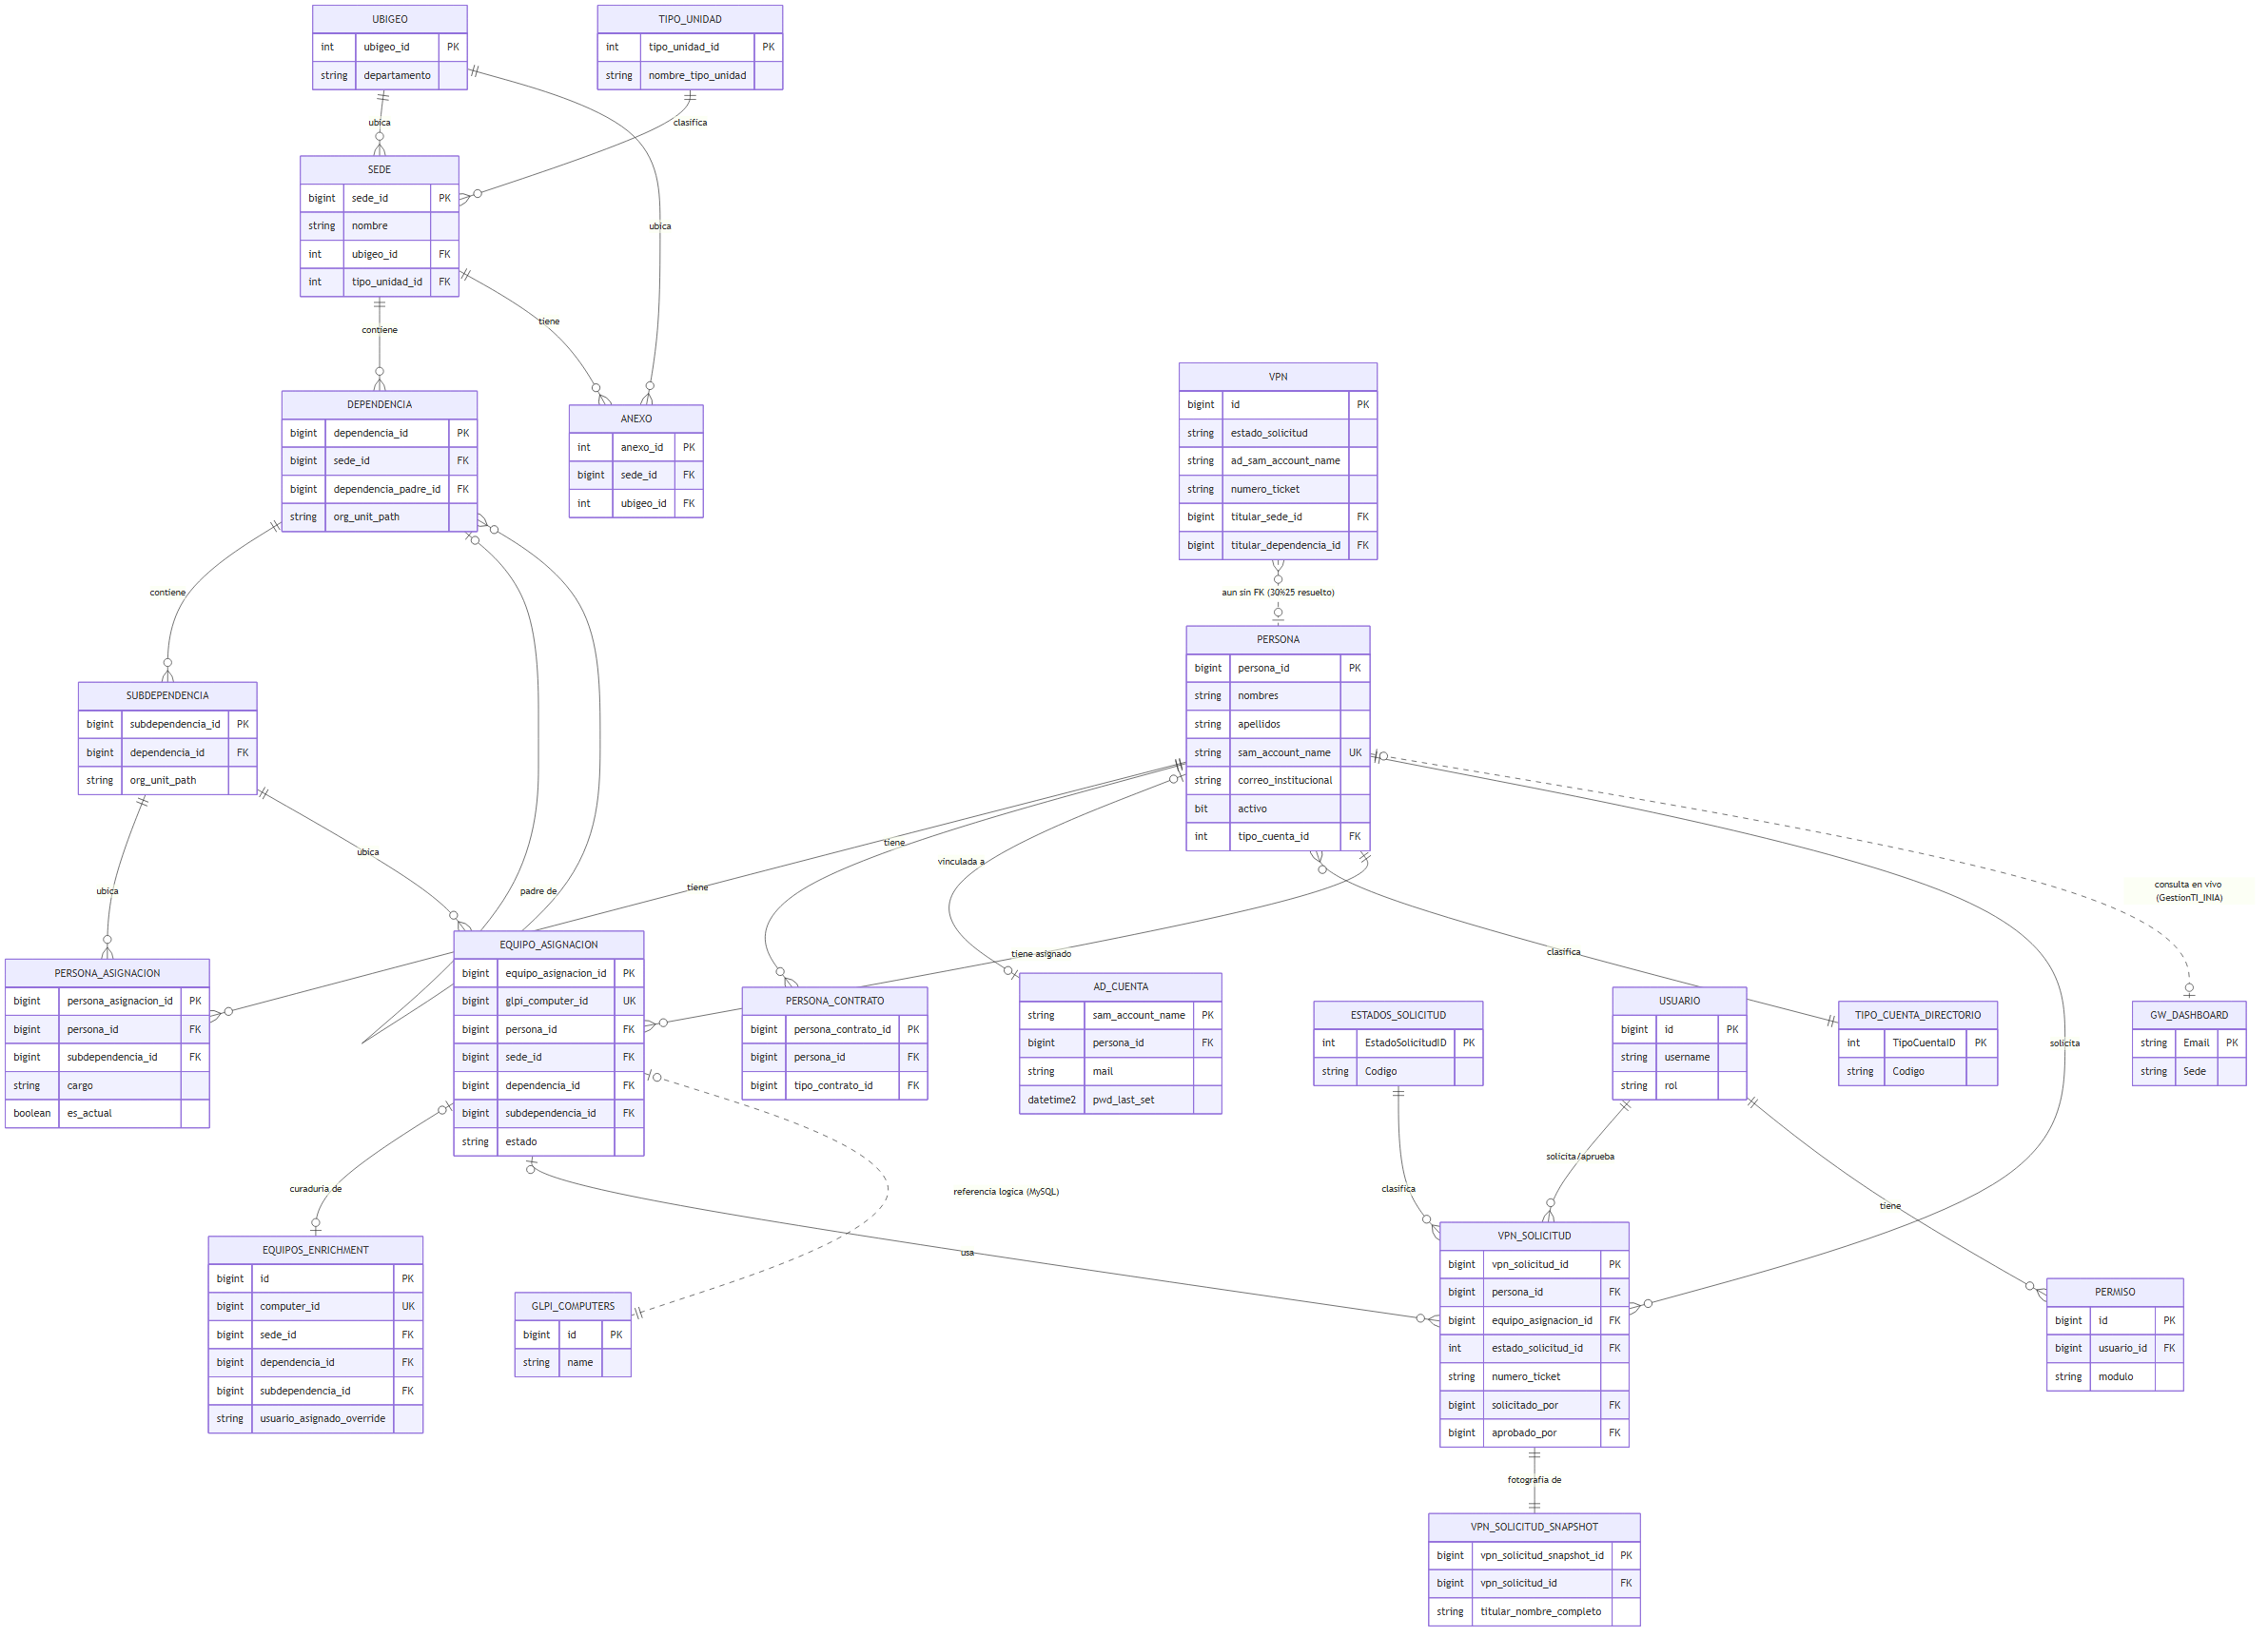 UBIGEO
int ubigeo_id PK
string departamento
TIPO_UNIDAD
int tipo_unidad_id PK
string nombre_tipo_unidad
ubica
clasifica
SEDE
bigint sede_id PK
string nombre
int ubigeo_id FK
int tipo_unidad_id FK
ubica
contiene
tiene
DEPENDENCIA
bigint dependencia_id PK
bigint sede_id FK
bigint dependencia_padre_id FK
string org_unit_path
ANEXO
int anexo_id PK
bigint sede_id FK
int ubigeo_id FK
VPN
bigint id PK
string estado_solicitud
string ad_sam_account_name
string numero_ticket
bigint titular_sede_id FK
bigint titular_dependencia_id FK
contiene
aun sin FK (30%25 resuelto)
PERSONA
bigint persona_id PK
string nombres
string apellidos
string sam_account_name UK
string correo_institucional
bit activo
int tipo_cuenta_id FK
SUBDEPENDENCIA
bigint subdependencia_id PK
bigint dependencia_id FK
string org_unit_path
ubica
tiene
vinculada a
ubica
padre de
tiene
consulta en vivo
(GestionTI_INIA)
tiene asignado
clasifica
PERSONA_ASIGNACION
bigint persona_asignacion_id PK
bigint persona_id FK
bigint subdependencia_id FK
string cargo
boolean es_actual
EQUIPO_ASIGNACION
bigint equipo_asignacion_id PK
bigint glpi_computer_id UK
bigint persona_id FK
bigint sede_id FK
bigint dependencia_id FK
bigint subdependencia_id FK
string estado
PERSONA_CONTRATO
bigint persona_contrato_id PK
bigint persona_id FK
bigint tipo_contrato_id FK
AD_CUENTA
string sam_account_name PK
bigint persona_id FK
string mail
datetime2 pwd_last_set
ESTADOS_SOLICITUD
int EstadoSolicitudID PK
string Codigo
USUARIO
bigint id PK
string username
string rol
TIPO_CUENTA_DIRECTORIO
int TipoCuentaID PK
string Codigo
GW_DASHBOARD
string Email PK
string Sede
solicita
solicita/aprueba
curaduria de
referencia logica (MySQL)
clasifica
tiene
usa
EQUIPOS_ENRICHMENT
bigint id PK
bigint computer_id UK
bigint sede_id FK
bigint dependencia_id FK
bigint subdependencia_id FK
string usuario_asignado_override
GLPI_COMPUTERS
bigint id PK
string name
VPN_SOLICITUD
bigint vpn_solicitud_id PK
bigint persona_id FK
bigint equipo_asignacion_id FK
int estado_solicitud_id FK
string numero_ticket
bigint solicitado_por FK
bigint aprobado_por FK
PERMISO
bigint id PK
bigint usuario_id FK
string modulo
fotografia de
VPN_SOLICITUD_SNAPSHOT
bigint vpn_solicitud_snapshot_id PK
bigint vpn_solicitud_id FK
string titular_nombre_completo